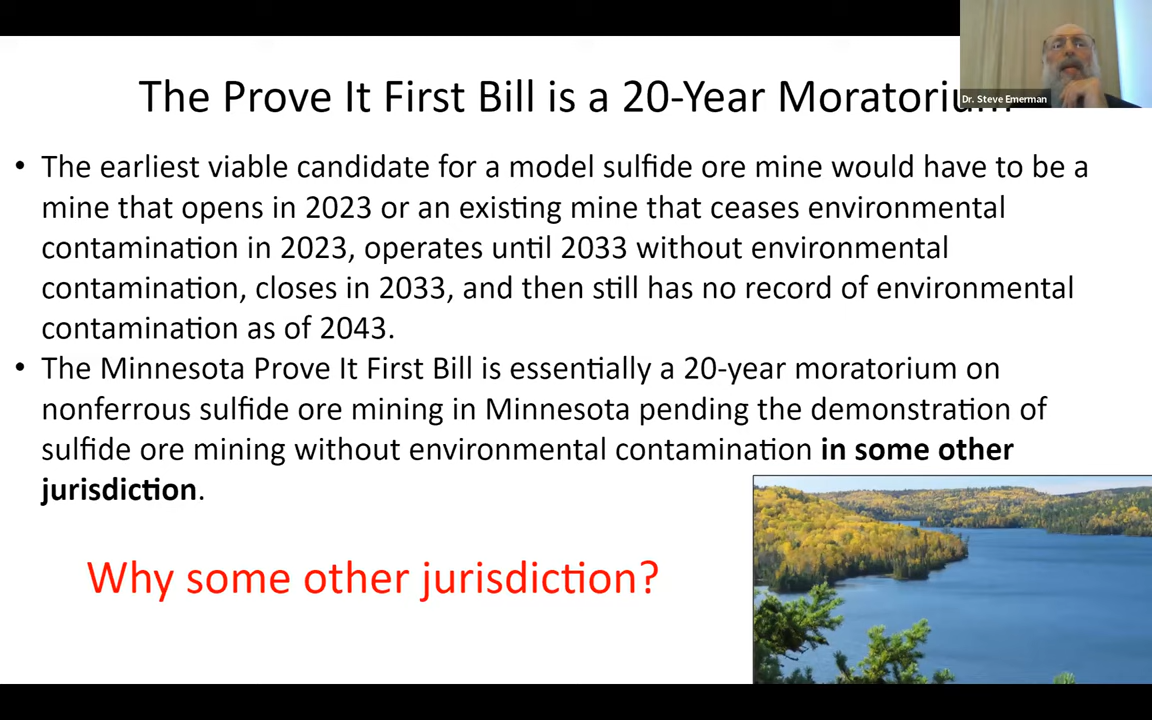 The Prove It First Bill is a 20-Year Moratorium
Dr. Steve Emerman
• The earliest viable candidate for a model sulfide ore mine would have to be a
mine that opens in 2023 or an existing mine that ceases environmental
contamination in 2023, operates until 2033 without environmental
contamination, closes in 2033, and then still has no record of environmental
contamination as of 2043.
• The Minnesota Prove It First Bill is essentially a 20-year moratorium on
nonferrous sulfide ore mining in Minnesota pending the demonstration of
sulfide ore mining without environmental contamination in some other
jurisdiction.
Why some other jurisdiction?